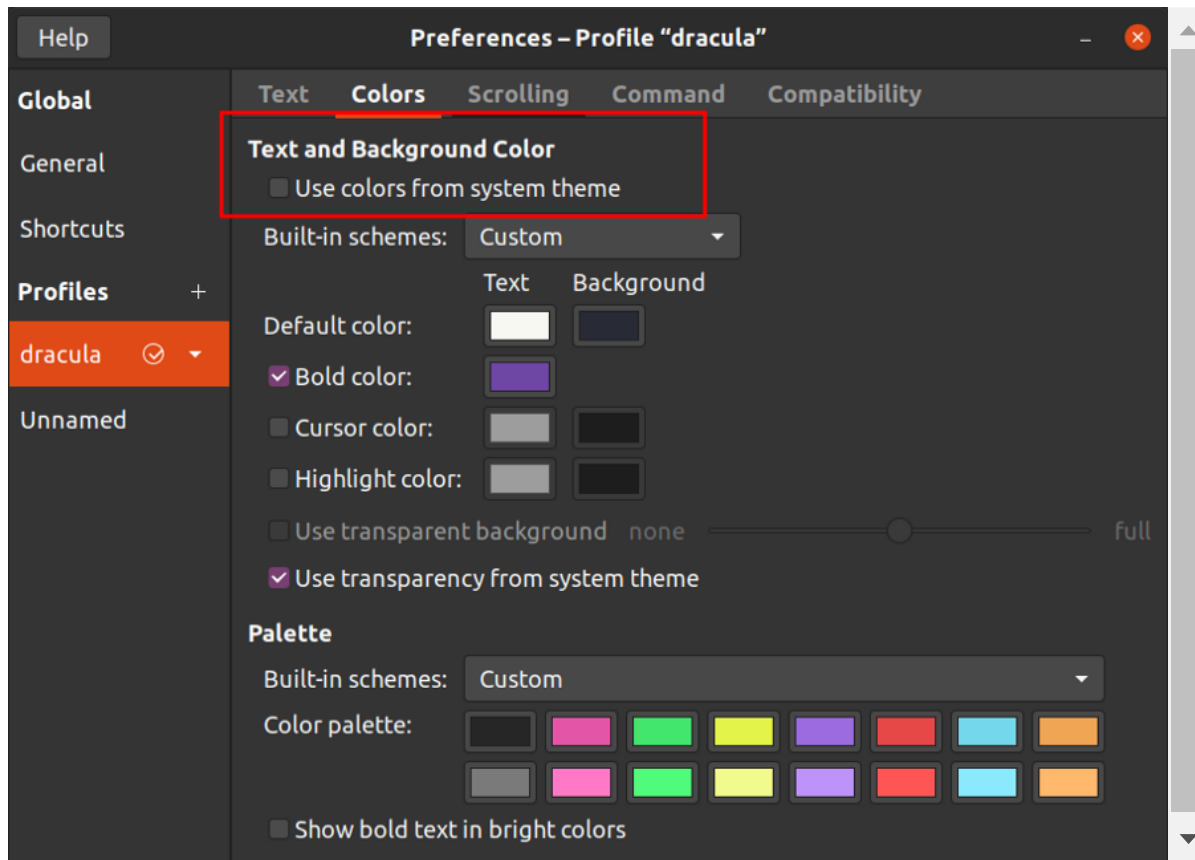 Help
Preferences – Profile “dracula”
Global
General
Shortcuts
Profiles
dracula
Unnamed
Text Colors Scrolling Command Compatibility
Text and Background Color
Use colors from system theme
Built-in schemes: Custom
Text Background
Default color:
Bold color:
Cursor color:
Highlight color:
Use transparent background none full
Use transparency from system theme
Palette
Built-in schemes: Custom
Color palette:
Show bold text in bright colors